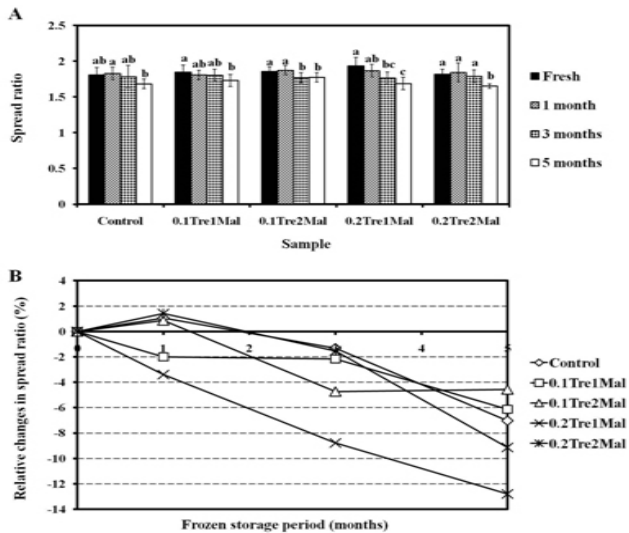 A
2.5
2
1.5
1
0.5
0
Spread ratio
ab a ab b
a ab ab b
a a b b
a ab bc c
a a a b
Control 0.1Tre1Mal 0.1Tre2Mal 0.2Tre1Mal 0.2Tre2Mal
Sample
Fresh
1 month
3 months
5 months
B
4
2
0
-2
-4
-6
-8
-10
-12
-14
Relative changes in spread ratio (%)
0 1 2 3 4 5
Frozen storage period (months)
Control
0.1Tre1Mal
0.1Tre2Mal
0.2Tre1Mal
0.2Tre2Mal